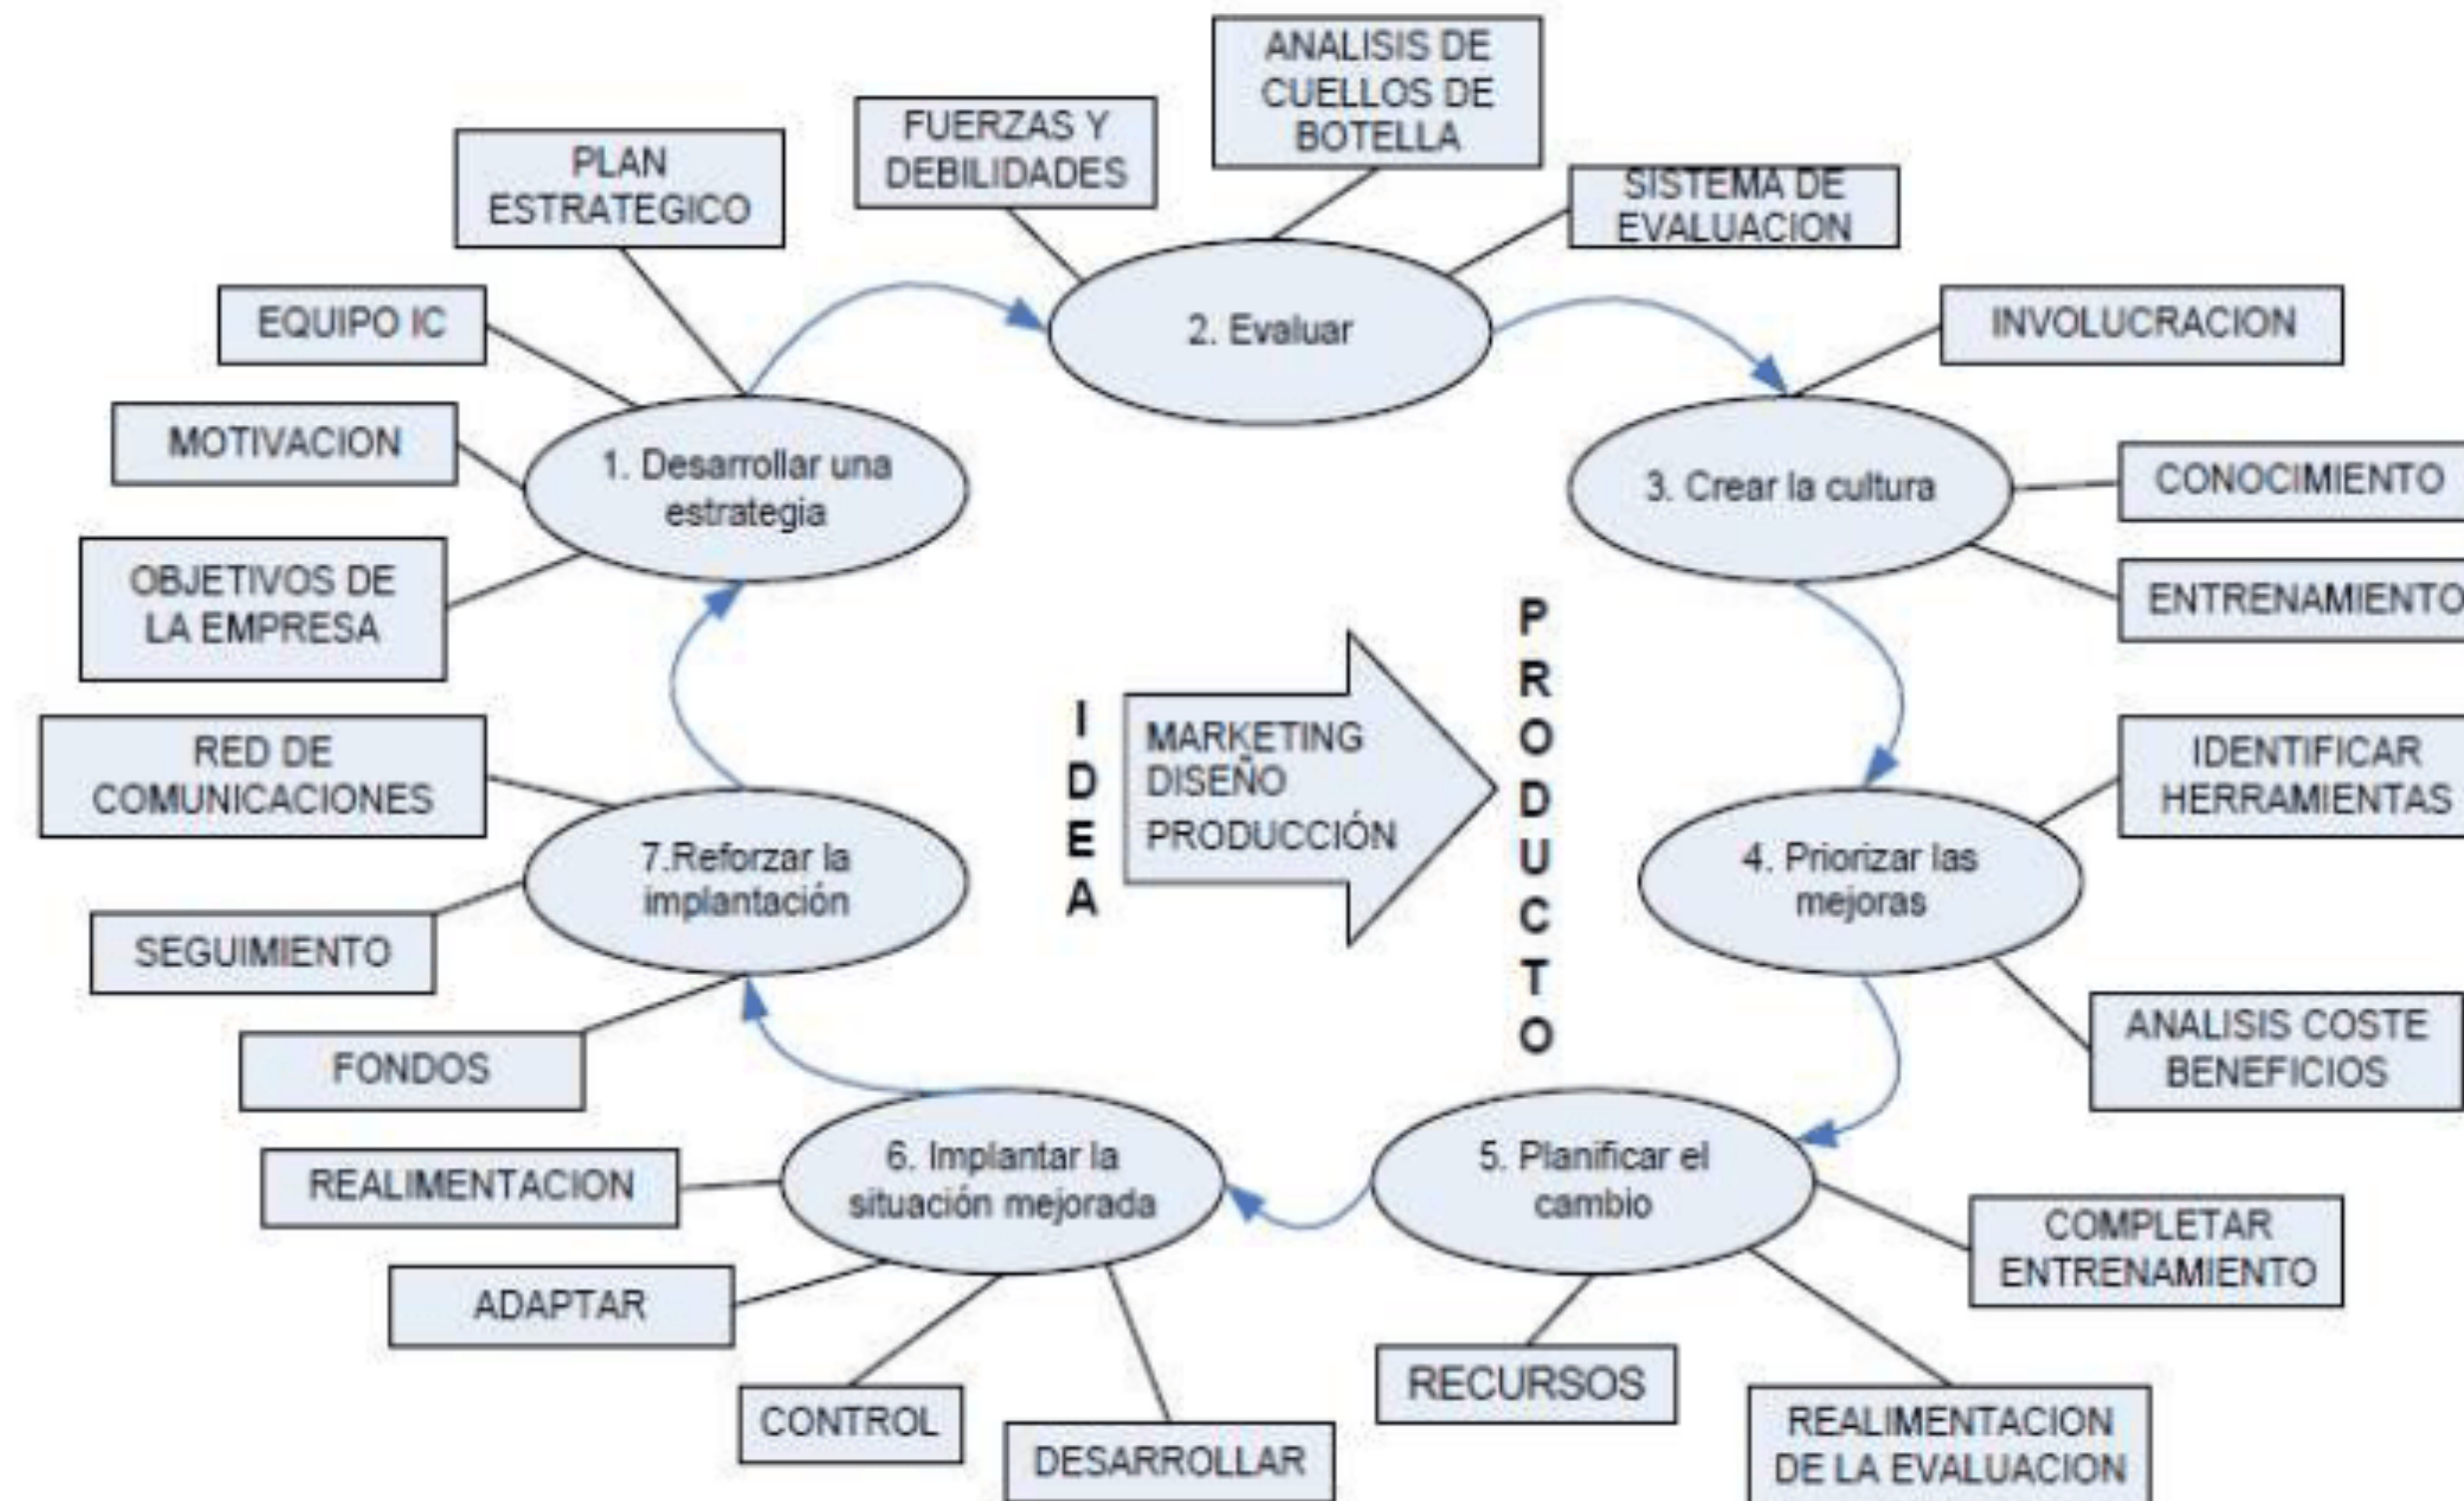 PLAN
ESTRATEGICO
EQUIPO IC
MOTIVACION
OBJETIVOS DE
LA EMPRESA
1. Desarrollar una
estrategia
FUERZAS Y
DEBILIDADES
ANALISIS DE
CUELLOS DE
BOTELLA
SISTEMA DE
EVALUACION
2. Evaluar
INVOLUCRACION
CONOCIMIENTO
ENTRENAMIENTO
3. Crear la cultura
IDENTIFICAR
HERRAMIENTAS
4. Priorizar las
mejoras
ANALISIS COSTE
BENEFICIOS
5. Planificar el
cambio
COMPLETAR
ENTRENAMIENTO
REALIMENTACION
DE LA EVALUACION
RECURSOS
6. Implantar la
situación mejorada
REALIMENTACION
ADAPTAR
CONTROL
DESARROLLAR
7.Reforzar la
implantación
RED DE
COMUNICACIONES
SEGUIMIENTO
FONDOS
IDEA
MARKETING
DISEÑO
PRODUCCIÓN
PRODUCTO